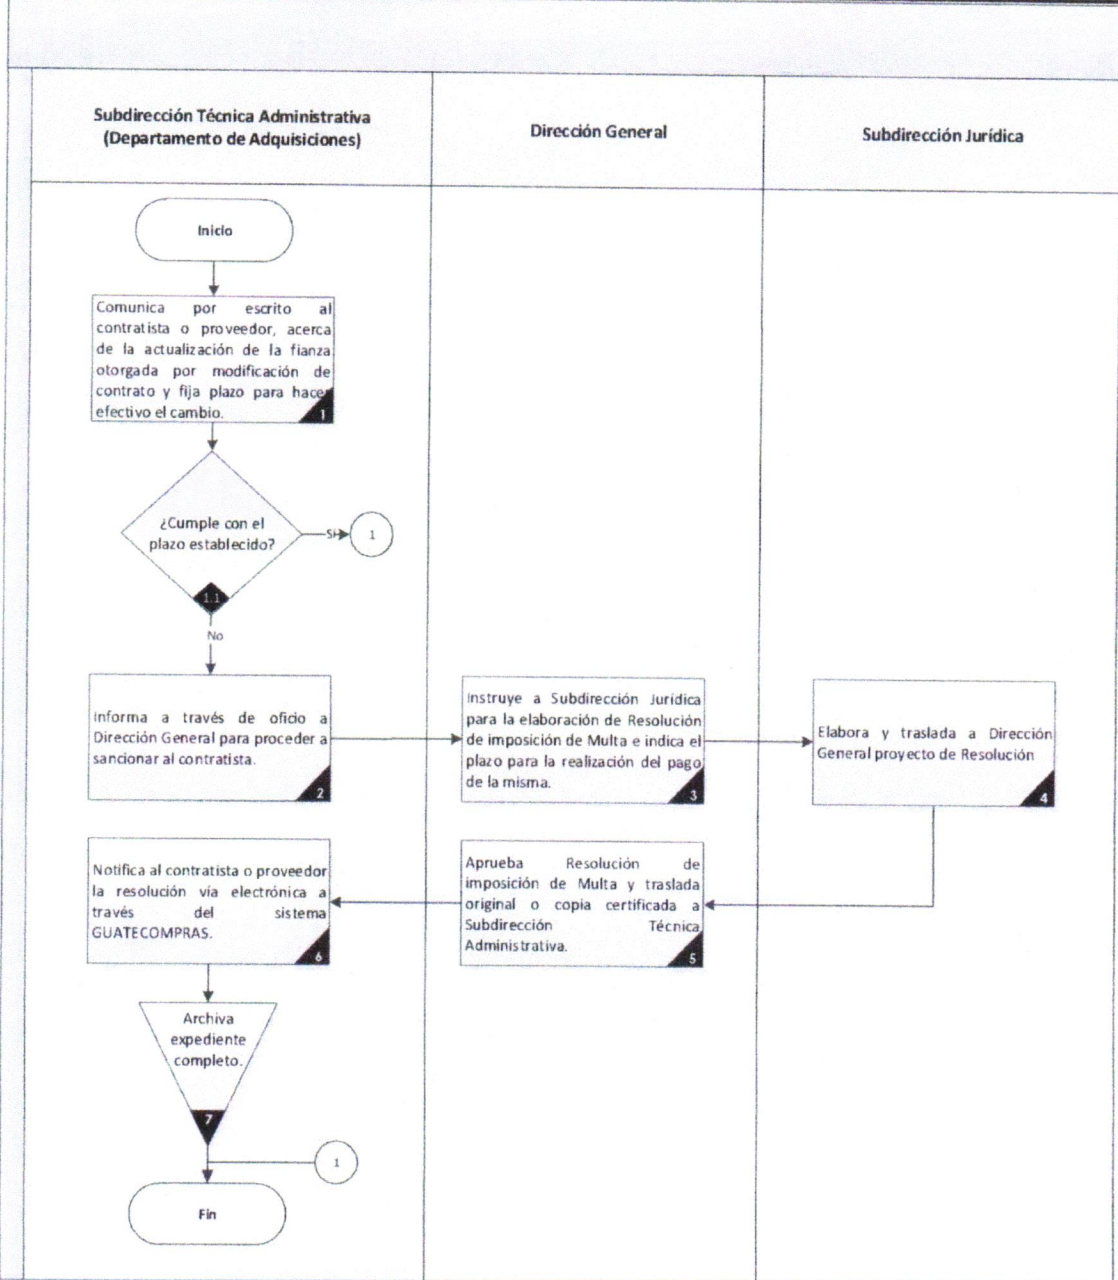 Subdirección Técnica Administrativa
(Departamento de Adquisiciones)
Dirección General
Subdirección Jurídica
Inicio
Comunica por escrito al
contratista o proveedor, acerca
de la actualización de la fianza
otorgada por modificación de
contrato y fija plazo para hacer
efectivo el cambio.
1
¿Cumple con el
plazo establecido?
Si
1
1.1
No
Informa a través de oficio a
Dirección General para proceder a
sancionar al contratista.
2
Instruye a Subdirección Jurídica
para la elaboración de Resolución
de imposición de Multa e indica el
plazo para la realización del pago
de la misma.
3
Elabora y traslada a Dirección
General proyecto de Resolución
4
Aprueba Resolución de
imposición de Multa y traslada
original o copia certificada a
Subdirección Técnica
Administrativa.
5
Notifica al contratista o proveedor
la resolución vía electrónica a
través del sistema
GUATECOMPRAS.
6
Archiva
expediente
completo.
7
1
Fin